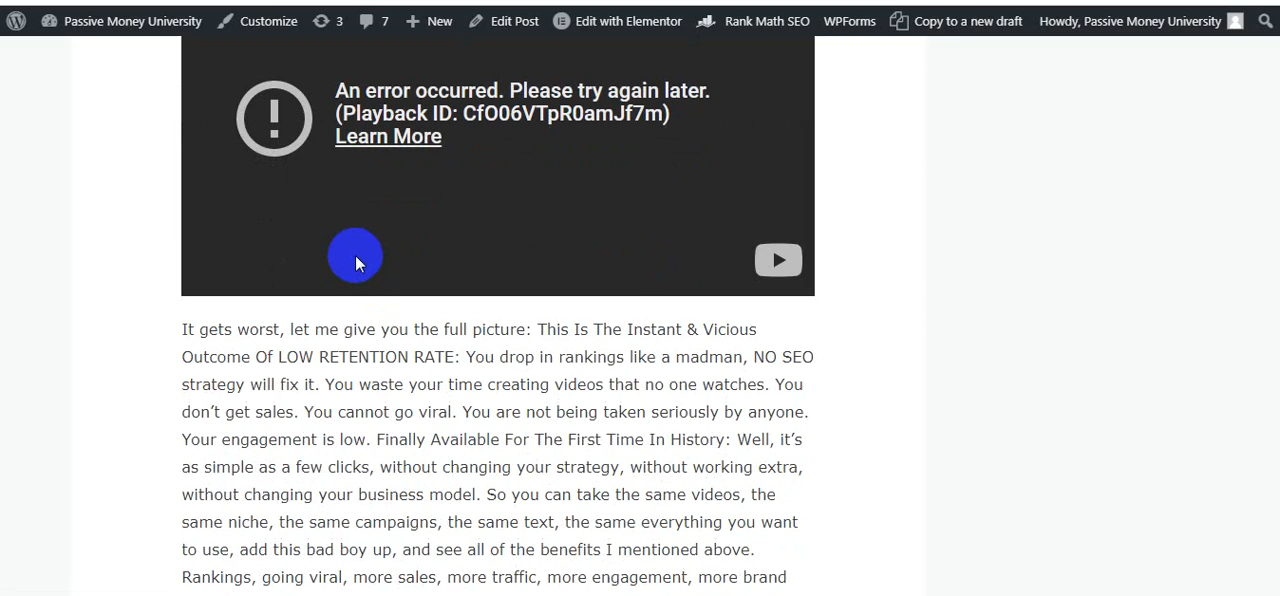 Passive Money University Customize 3 7 New Edit Post Edit with Elementor Rank Math SEO WPForms Copy to a new draft Howdy, Passive Money University
An error occurred. Please try again later.
(Playback ID: CfO06VTpR0amJf7m)
Learn More
It gets worst, let me give you the full picture: This Is The Instant & Vicious
Outcome Of LOW RETENTION RATE: You drop in rankings like a madman, NO SEO
strategy will fix it. You waste your time creating videos that no one watches. You
don’t get sales. You cannot go viral. You are not being taken seriously by anyone.
Your engagement is low. Finally Available For The First Time In History: Well, it’s
as simple as a few clicks, without changing your strategy, without working extra,
without changing your business model. So you can take the same videos, the
same niche, the same campaigns, the same text, the same everything you want
to use, add this bad boy up, and see all of the benefits I mentioned above.
Rankings, going viral, more sales, more traffic, more engagement, more brand